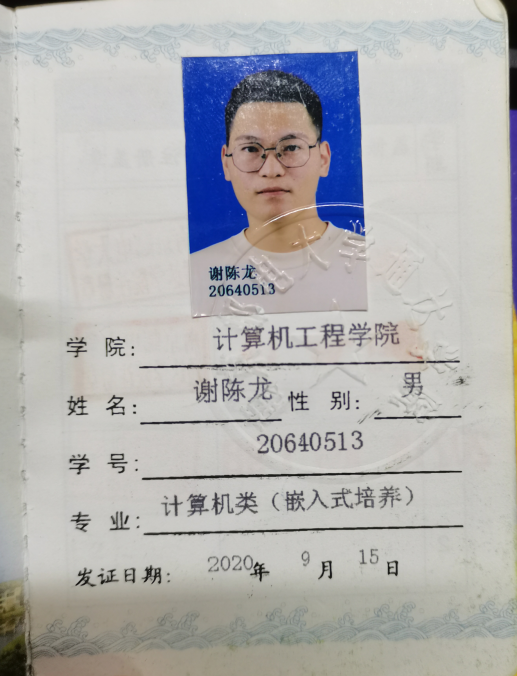 谢陈龙
20640513
学 院: 计算机工程学院
姓 名: 谢陈龙 性 别: 男
学 号: 20640513
专 业: 计算机类（嵌入式培养）
发证日期: 2020年 9月 15日